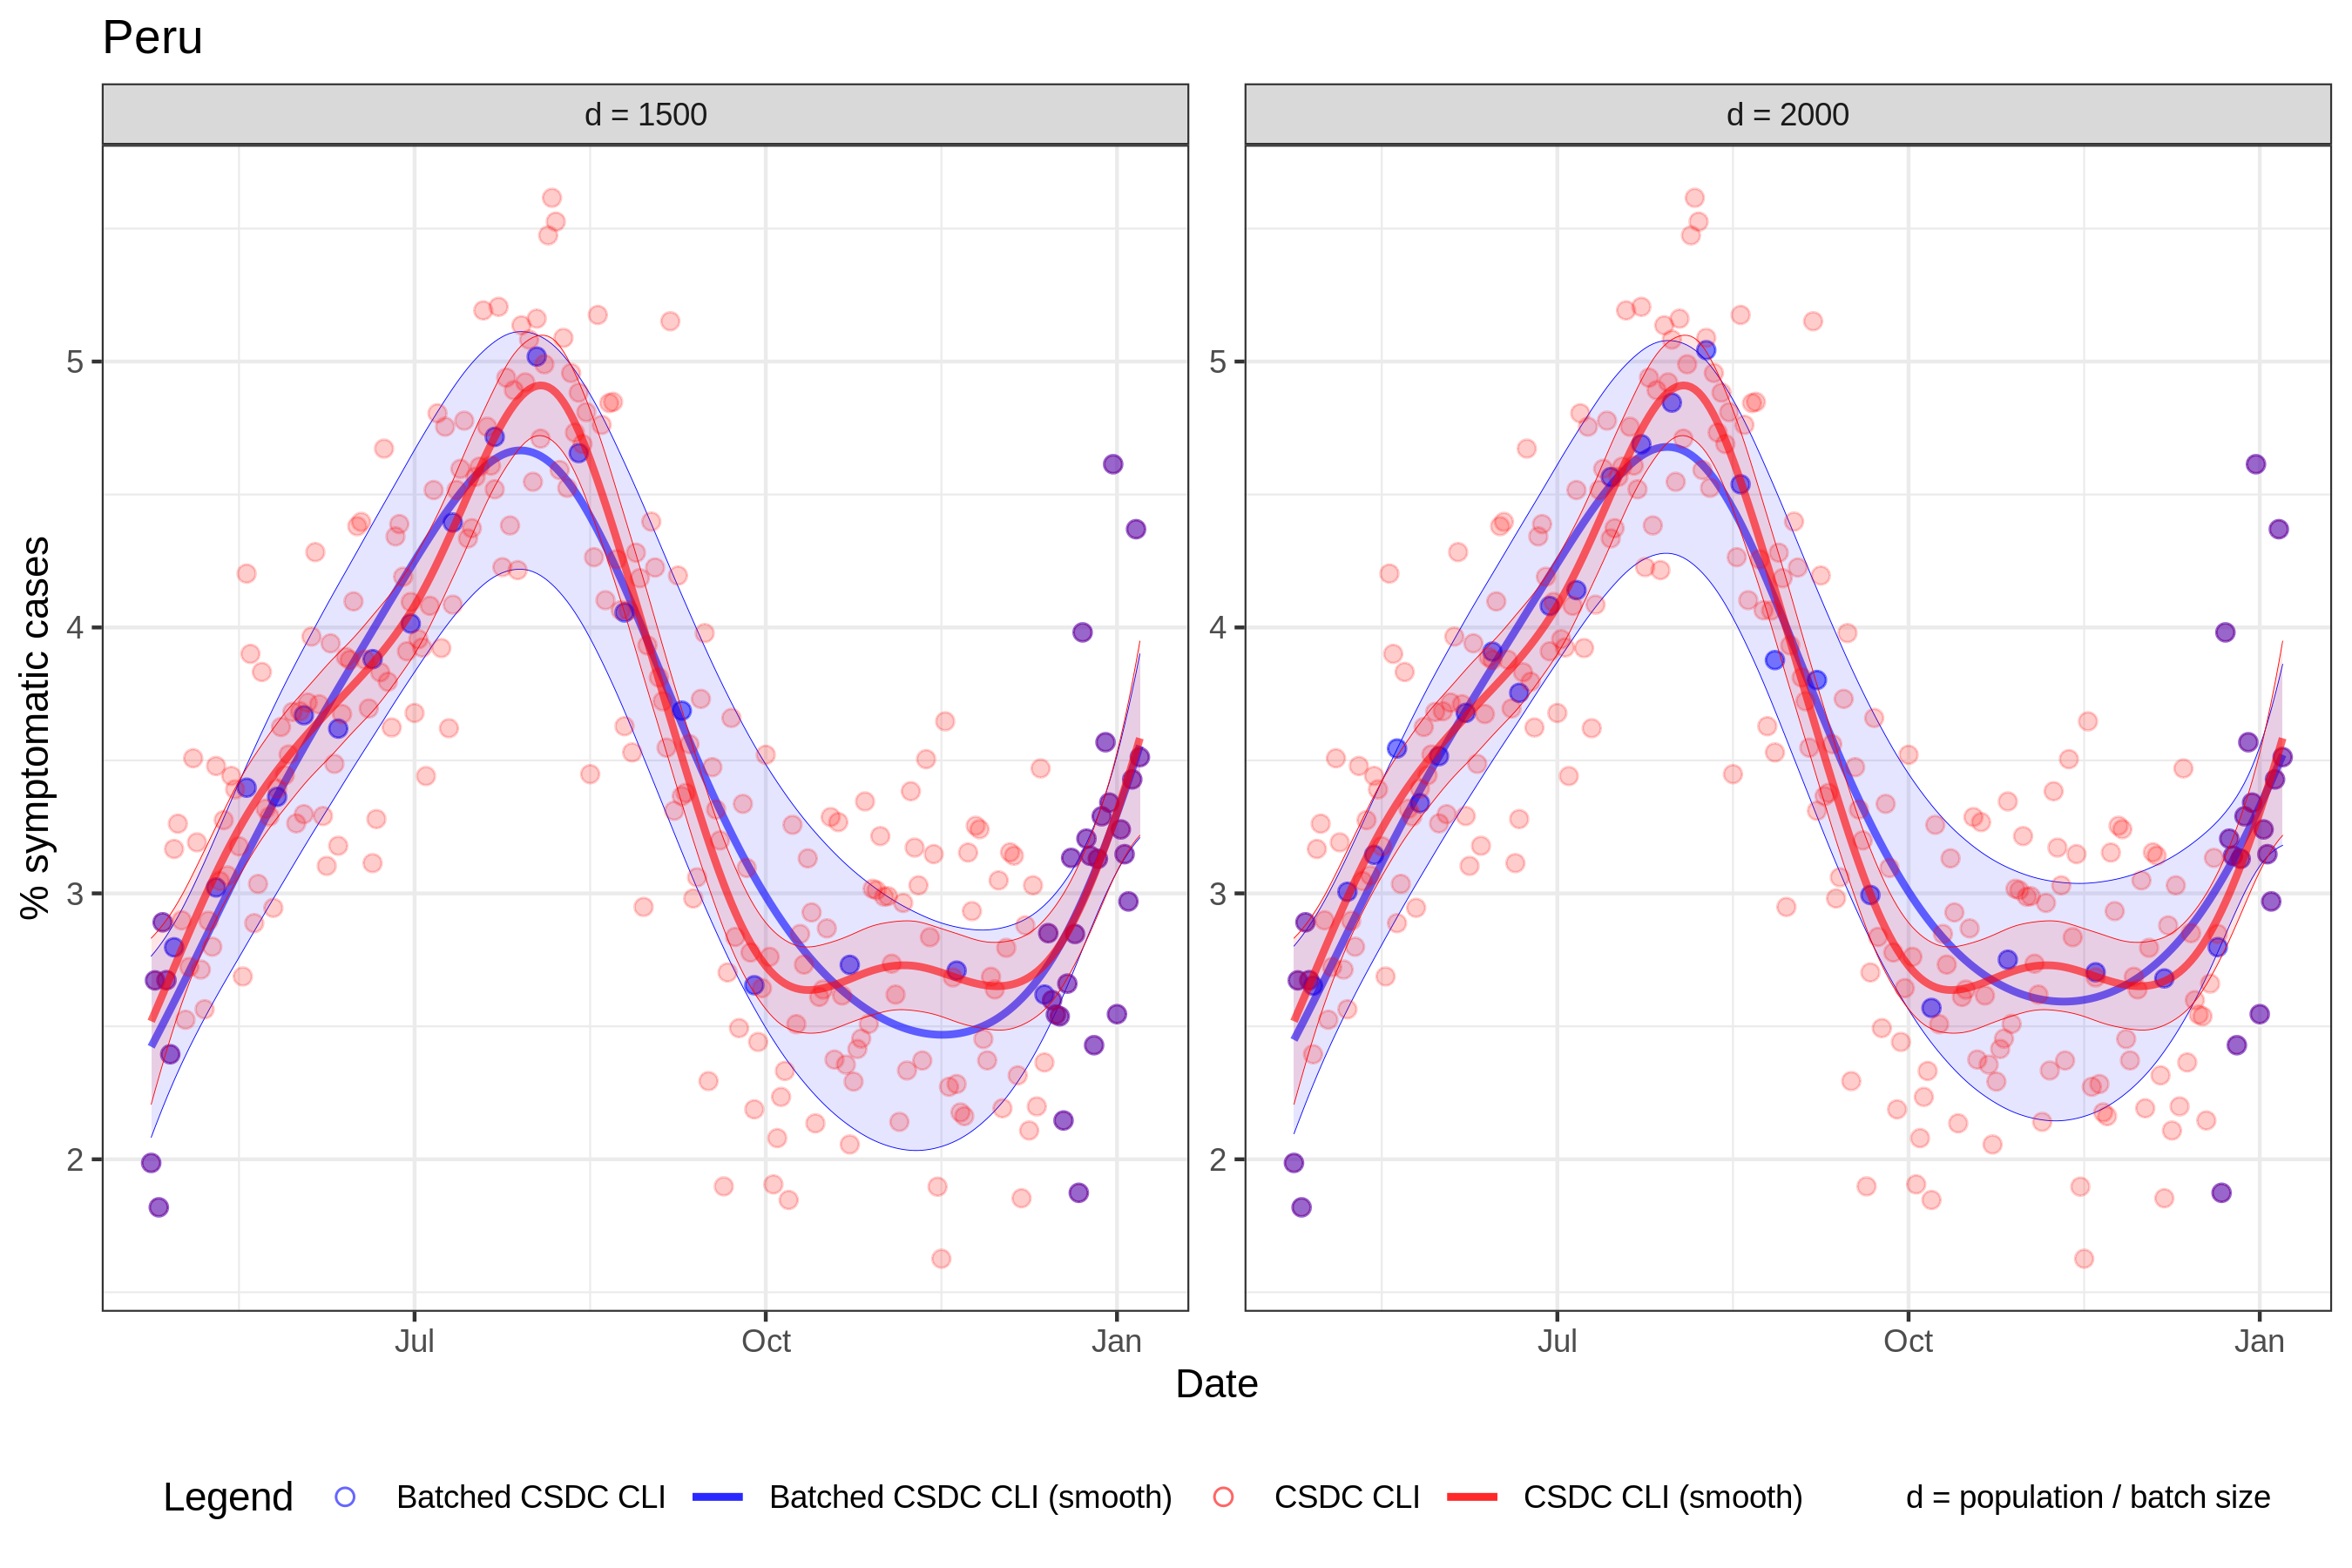 Peru
d = 1500
d = 2000
% symptomatic cases
5
4
3
2
5
4
3
2
Jul
Oct
Jan
Jul
Oct
Jan
Date
Legend
Batched CSDC CLI
Batched CSDC CLI (smooth)
CSDC CLI
CSDC CLI (smooth)
d = population / batch size